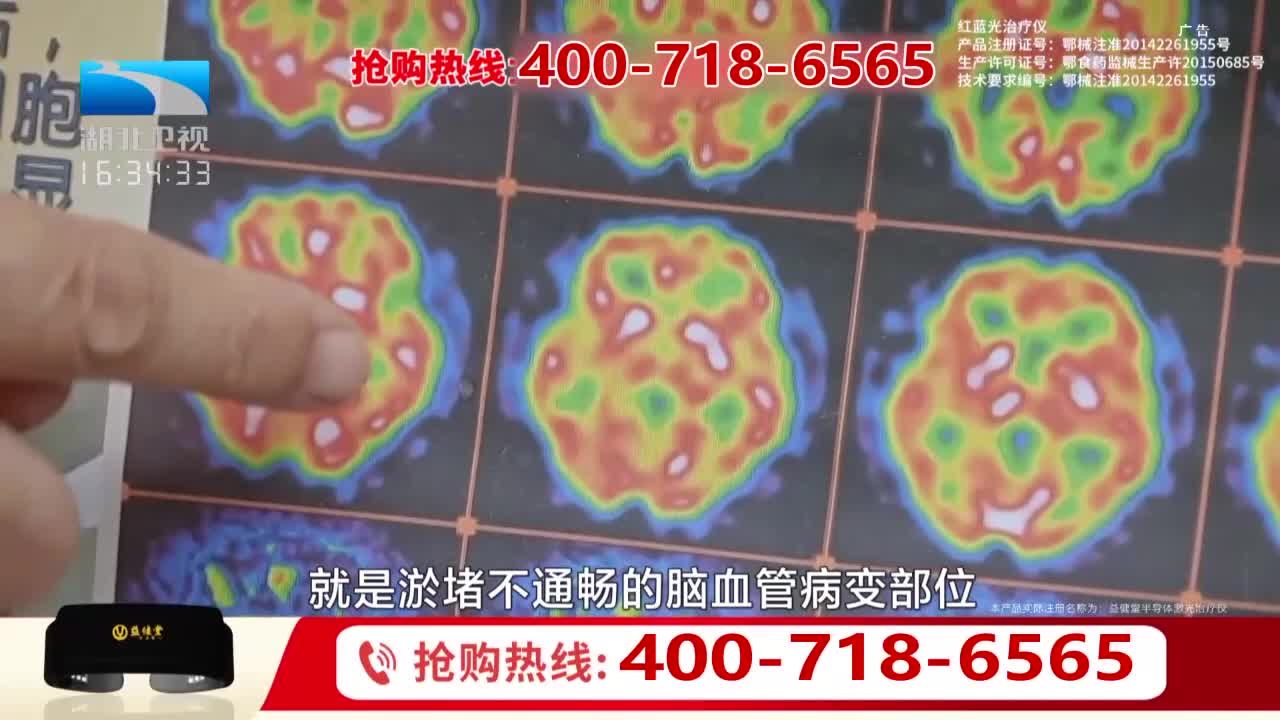 抢购热线:400-718-6565
红蓝光治疗仪
广告
产品注册证号：鄂械注准20142261955号
生产许可证号：鄂食药监械生产许20150685号
技术要求编号：鄂械注准20142261955
胞
显
湖北卫视
16:34:33
就是淤堵不通畅的脑血管病变部位
本产品实际注册名称为：益健堂半导体激光治疗仪
益健堂
抢购热线:400-718-6565